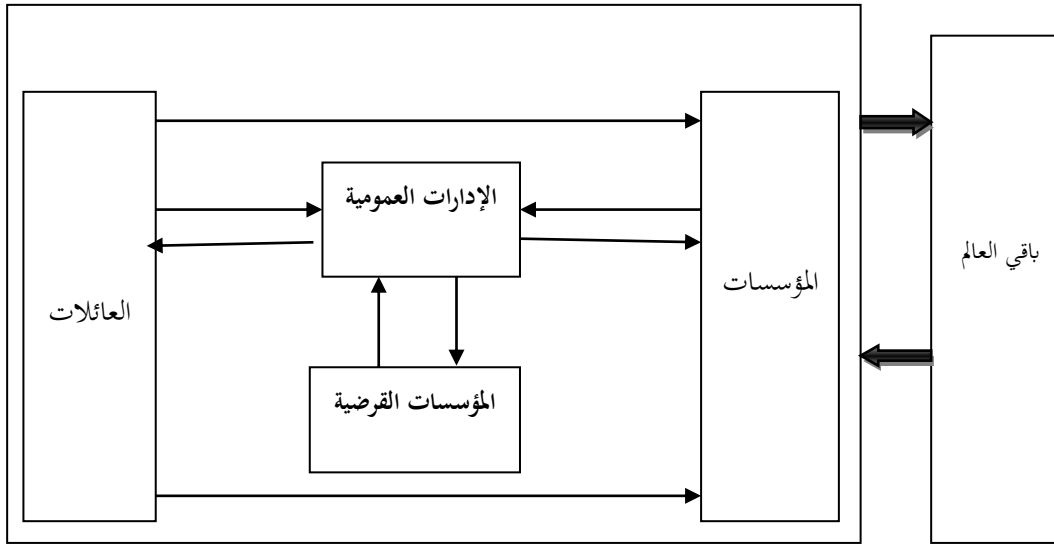 الإدارات العمومية
باقي العالم
المؤسسات
العائلات
المؤسسات القرضية